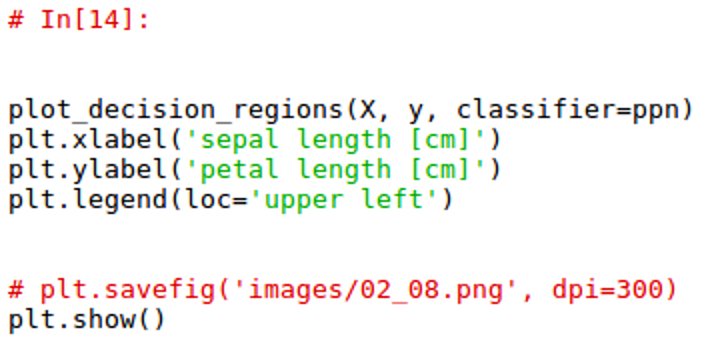 # In[14]:
plot_decision_regions(X, y, classifier=ppn)
plt.xlabel('sepal length [cm]')
plt.ylabel('petal length [cm]')
plt.legend(loc='upper left')
# plt.savefig('images/02_08.png', dpi=300)
plt.show()